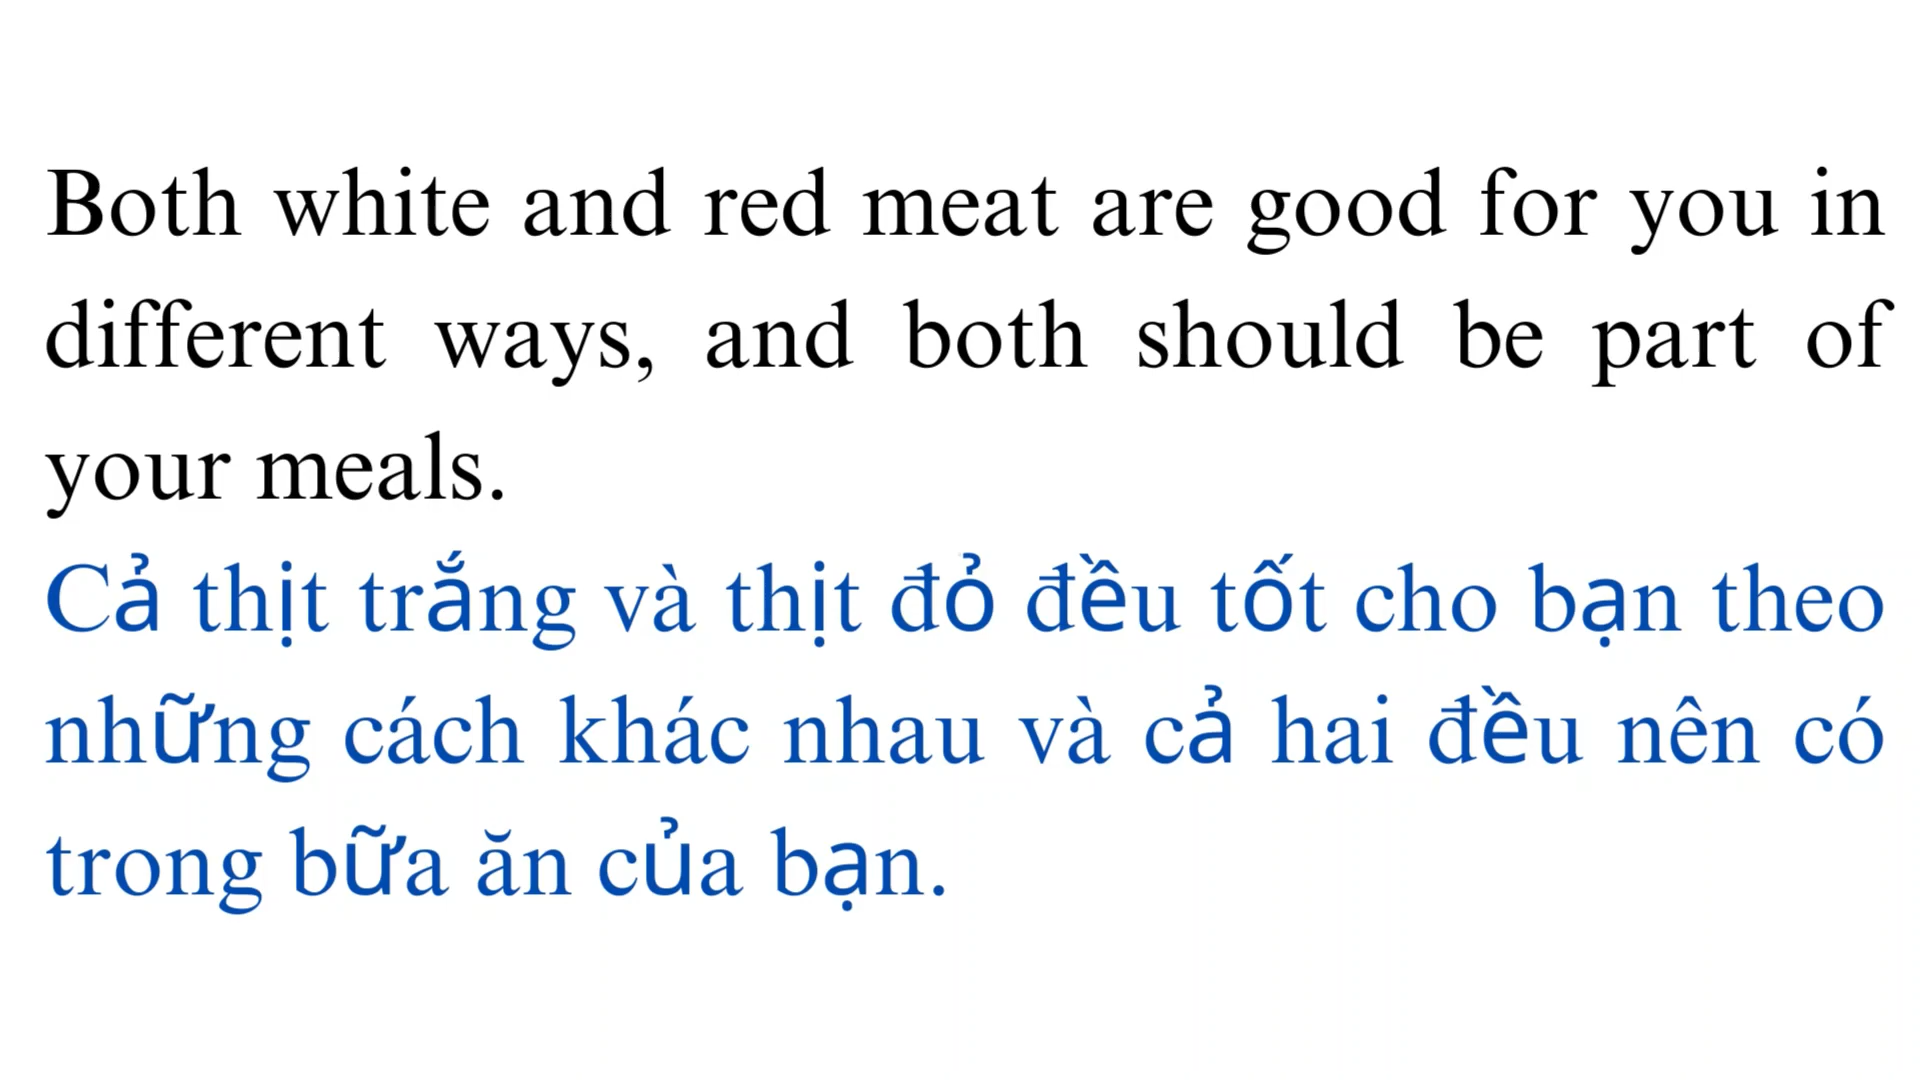 Both white and red meat are good for you in
different ways, and both should be part of
your meals.
Cả thịt trắng và thịt đỏ đều tốt cho bạn theo
những cách khác nhau và cả hai đều nên có
trong bữa ăn của bạn.